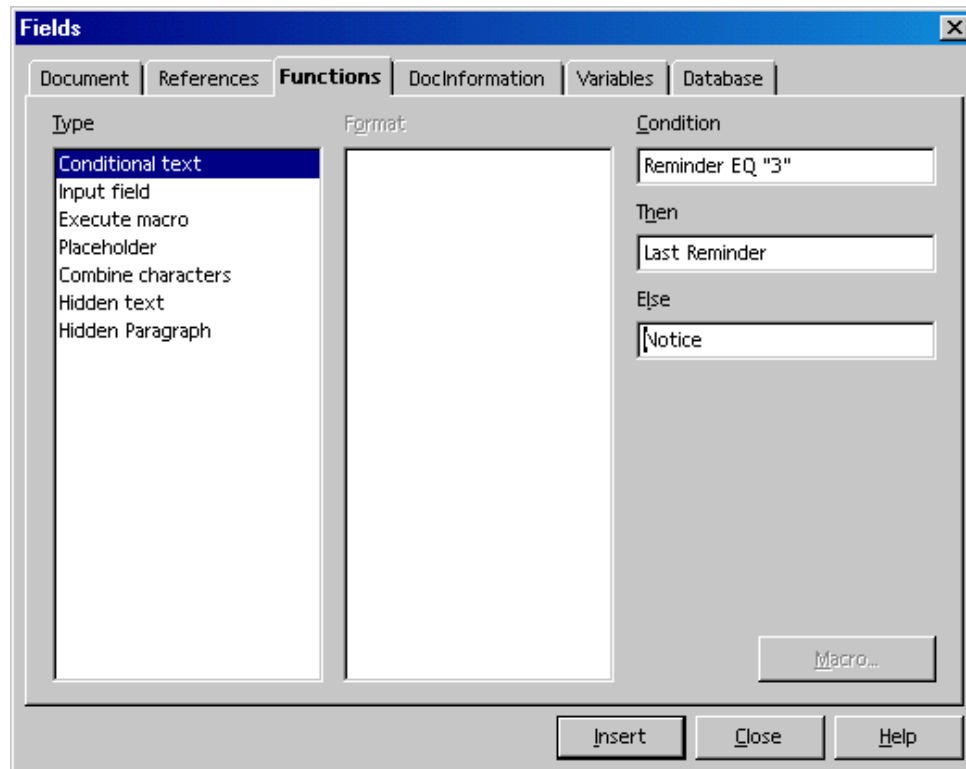 Fields
Document References Functions DocInformation Variables Database
Type
Conditional text
Input field
Execute macro
Placeholder
Combine characters
Hidden text
Hidden Paragraph
Format
Condition
Reminder EQ "3"
Then
Last Reminder
Else
Notice
Macro...
Insert Close Help